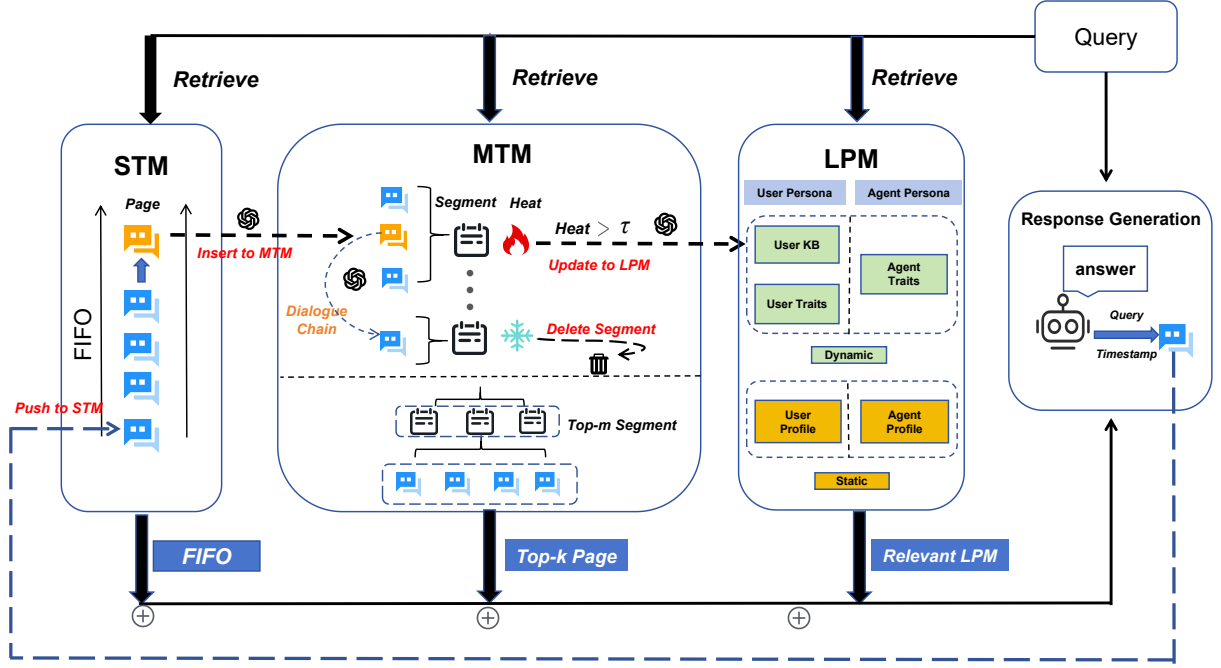 Query
Retrieve
Retrieve
Retrieve
STM
Page
FIFO
Insert to MTM
Push to STM
MTM
Segment
Heat
Dialogue
Chain
Heat > τ
Update to LPM
Delete Segment
Top-m Segment
LPM
User Persona
Agent Persona
User KB
User Traits
Agent
Traits
Dynamic
User
Profile
Agent
Profile
Static
Response Generation
answer
Query
Timestamp
FIFO
Top-k Page
Relevant LPM